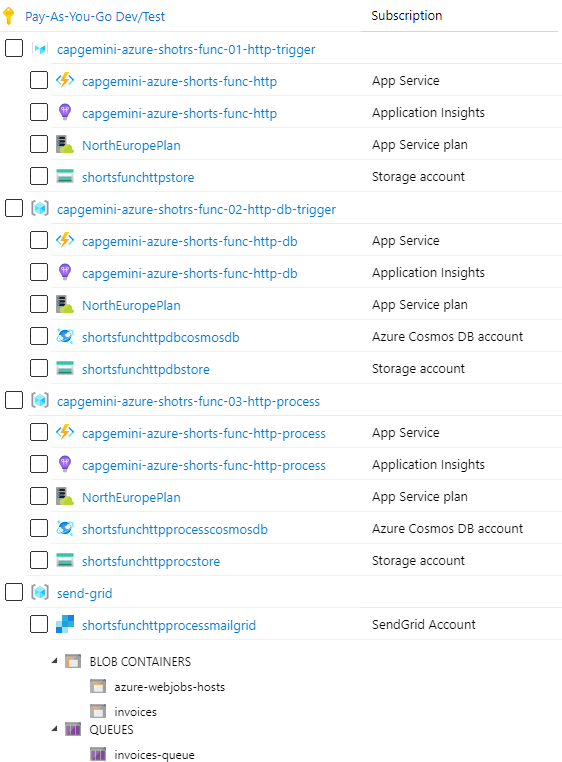 Pay-As-You-Go Dev/Test Subscription
capgemini-azure-shotrs-func-01-http-trigger
capgemini-azure-shorts-func-http App Service
capgemini-azure-shorts-func-http Application Insights
NorthEuropePlan App Service plan
shortsfunchttpstore Storage account
capgemini-azure-shotrs-func-02-http-db-trigger
capgemini-azure-shorts-func-http-db App Service
capgemini-azure-shorts-func-http-db Application Insights
NorthEuropePlan App Service plan
shortsfunchttpdbcosmosdb Azure Cosmos DB account
shortsfunchttpdbstore Storage account
capgemini-azure-shotrs-func-03-http-process
capgemini-azure-shorts-func-http-process App Service
capgemini-azure-shorts-func-http-process Application Insights
NorthEuropePlan App Service plan
shortsfunchttpprocesscosmosdb Azure Cosmos DB account
shortsfunchttpprocstore Storage account
send-grid
shortsfunchttpprocessmailgrid SendGrid Account
BLOB CONTAINERS
azure-webjobs-hosts
invoices
QUEUES
invoices-queue